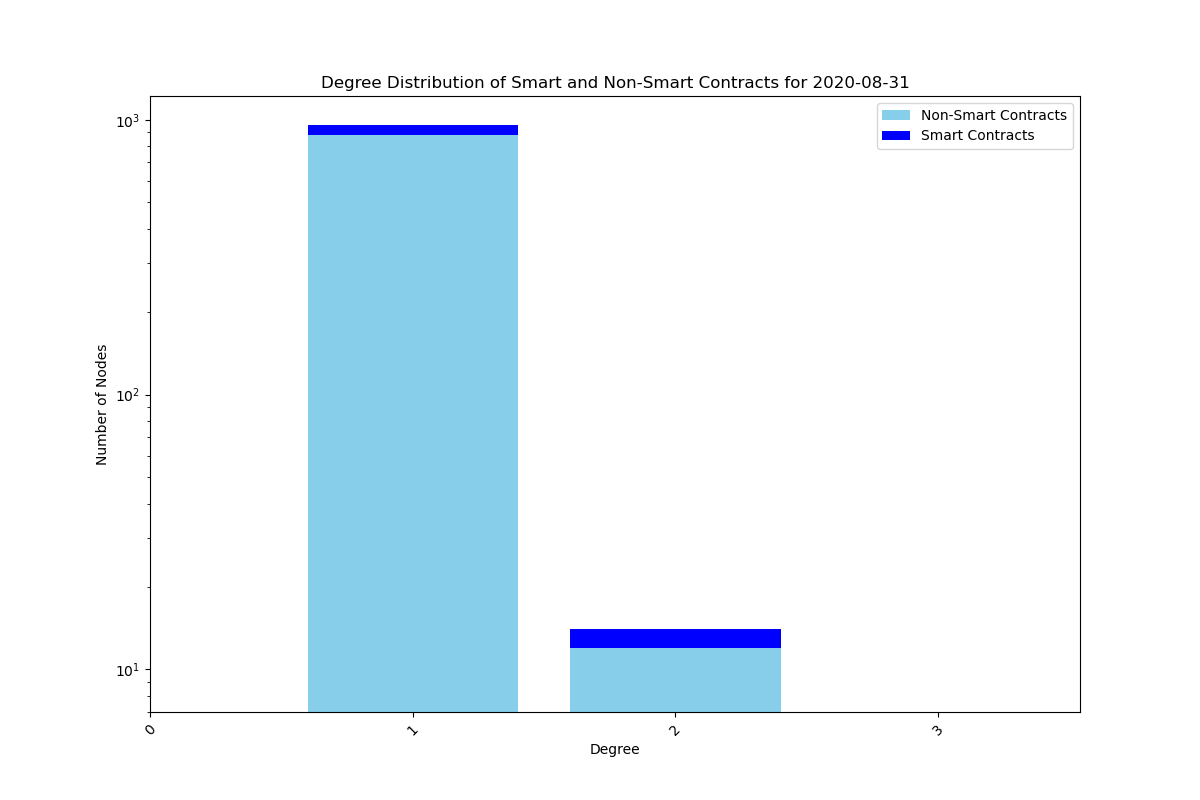 Degree Distribution of Smart and Non-Smart Contracts for 2020-08-31
Non-Smart Contracts
Smart Contracts
Number of Nodes
10³
10²
10¹
0
1
2
3
Degree